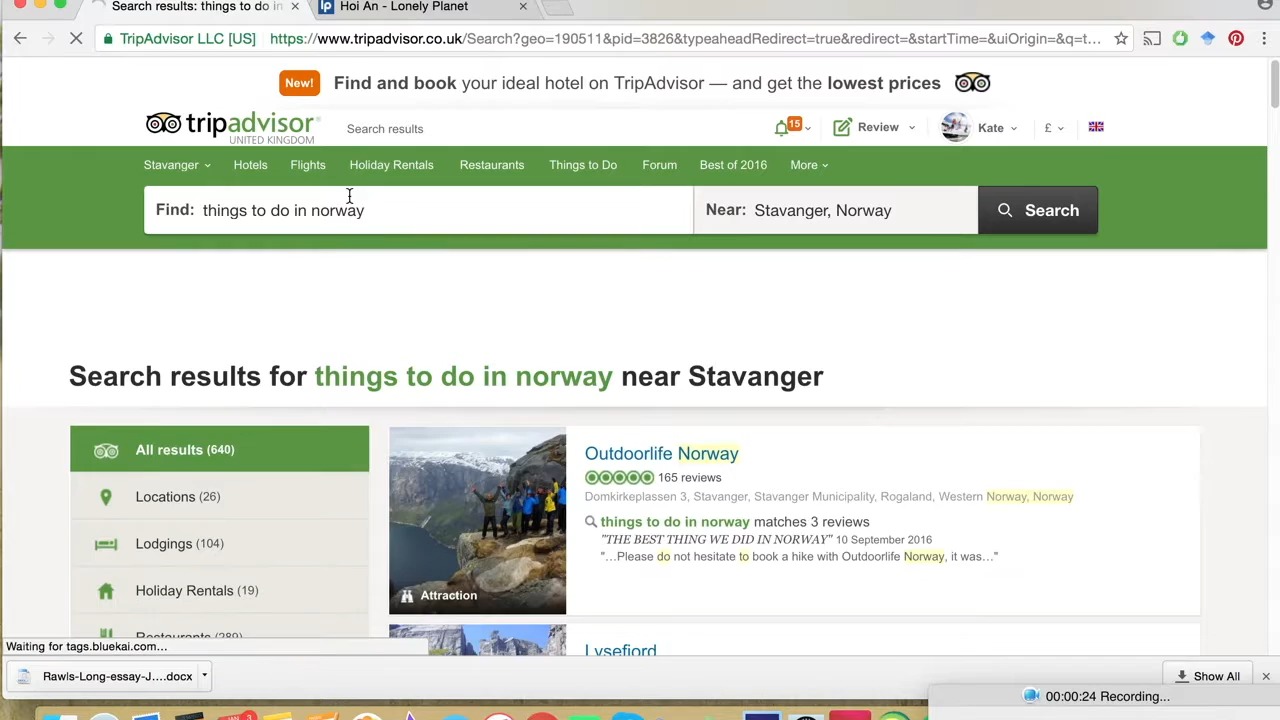 Search results: things to do in
Hoi An - Lonely Planet
TripAdvisor LLC [US] https://www.tripadvisor.co.uk/Search?geo=190511&pid=3826&typeaheadRedirect=true&redirect=&startTime=&uiOrigin=&q=t...
New! Find and book your ideal hotel on TripAdvisor — and get the lowest prices
tripadvisor
UNITED KINGDOM
Search results
15
Review
Kate
£
Stavanger Hotels Flights Holiday Rentals Restaurants Things to Do Forum Best of 2016 More
Find: things to do in norway Near: Stavanger, Norway Search
Search results for things to do in norway near Stavanger
All results (640)
Locations (26)
Lodgings (104)
Holiday Rentals (19)
Restaurants (289)
Outdoorlife Norway
165 reviews
Domkirkeplassen 3, Stavanger, Stavanger Municipality, Rogaland, Western Norway, Norway
things to do in norway matches 3 reviews
"THE BEST THING WE DID IN NORWAY" 10 September 2016
"...Please do not hesitate to book a hike with Outdoorlife Norway, it was..."
Attraction
Lysefjord
Waiting for tags.bluekai.com...
Rawls-Long-essay-J....docx
Show All
00:00:24 Recording...